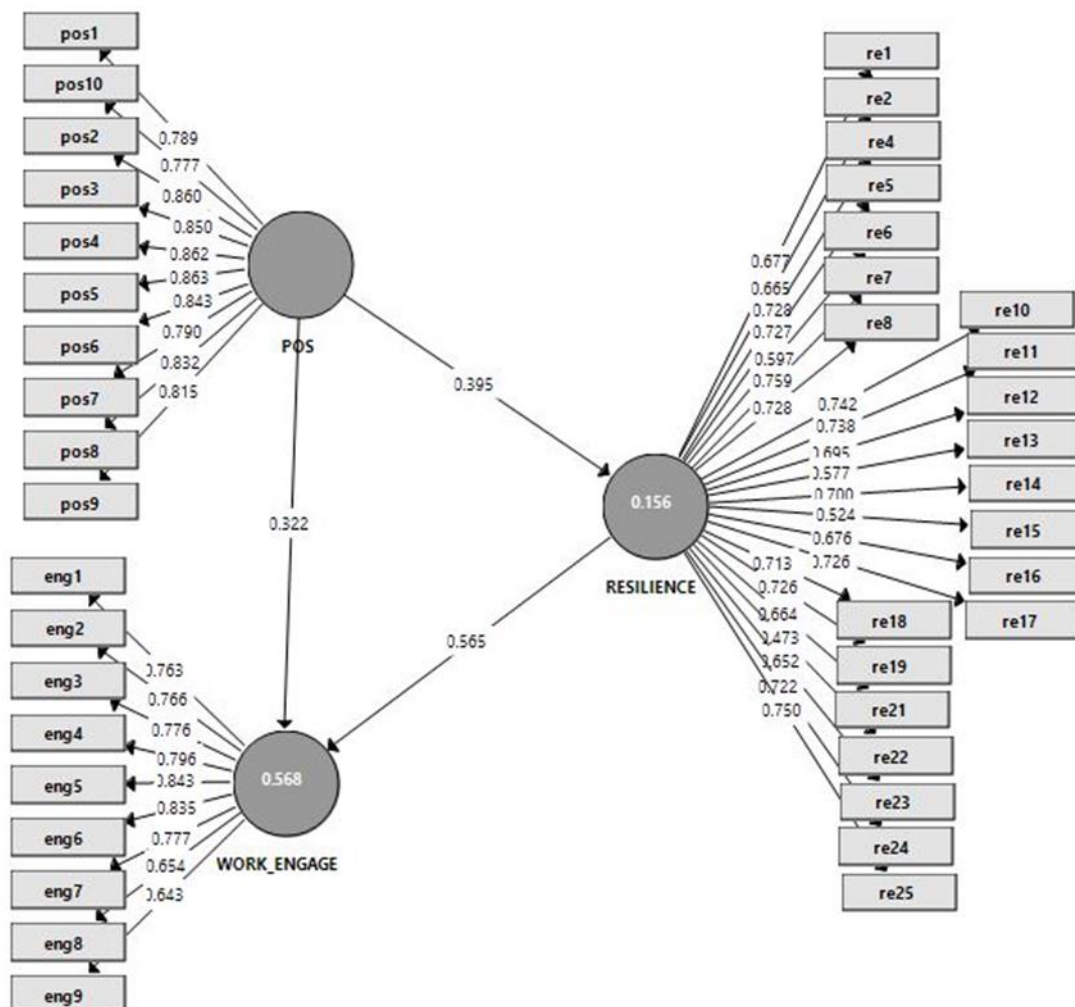 pos1
pos10
pos2
pos3
pos4
pos5
pos6
pos7
pos8
pos9
0.789
0.777
0.860
0.850
0.862
0.863
0.843
0.790
0.832
0.815
POS
0.395
0.322
0.565
eng1
eng2
eng3
eng4
eng5
eng6
eng7
eng8
eng9
0.763
0.766
0.776
0.796
0.843
0.835
0.777
0.654
0.643
0.568
WORK_ENGAGE
0.156
RESILIENCE
re1
re2
re4
re5
re6
re7
re8
0.677
0.665
0.728
0.727
0.597
0.759
0.728
re10
re11
re12
re13
re14
re15
re16
re17
0.742
0.738
0.695
0.577
0.700
0.524
0.676
0.726
0.713
0.726
0.664
0.473
0.652
0.722
0.750
re18
re19
re21
re22
re23
re24
re25